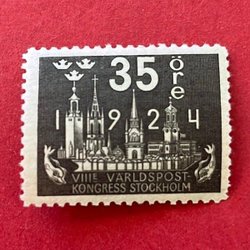 35 öre
1924
VIIIE VÄRLDSPOST-
KONGRESS STOCKHOLM